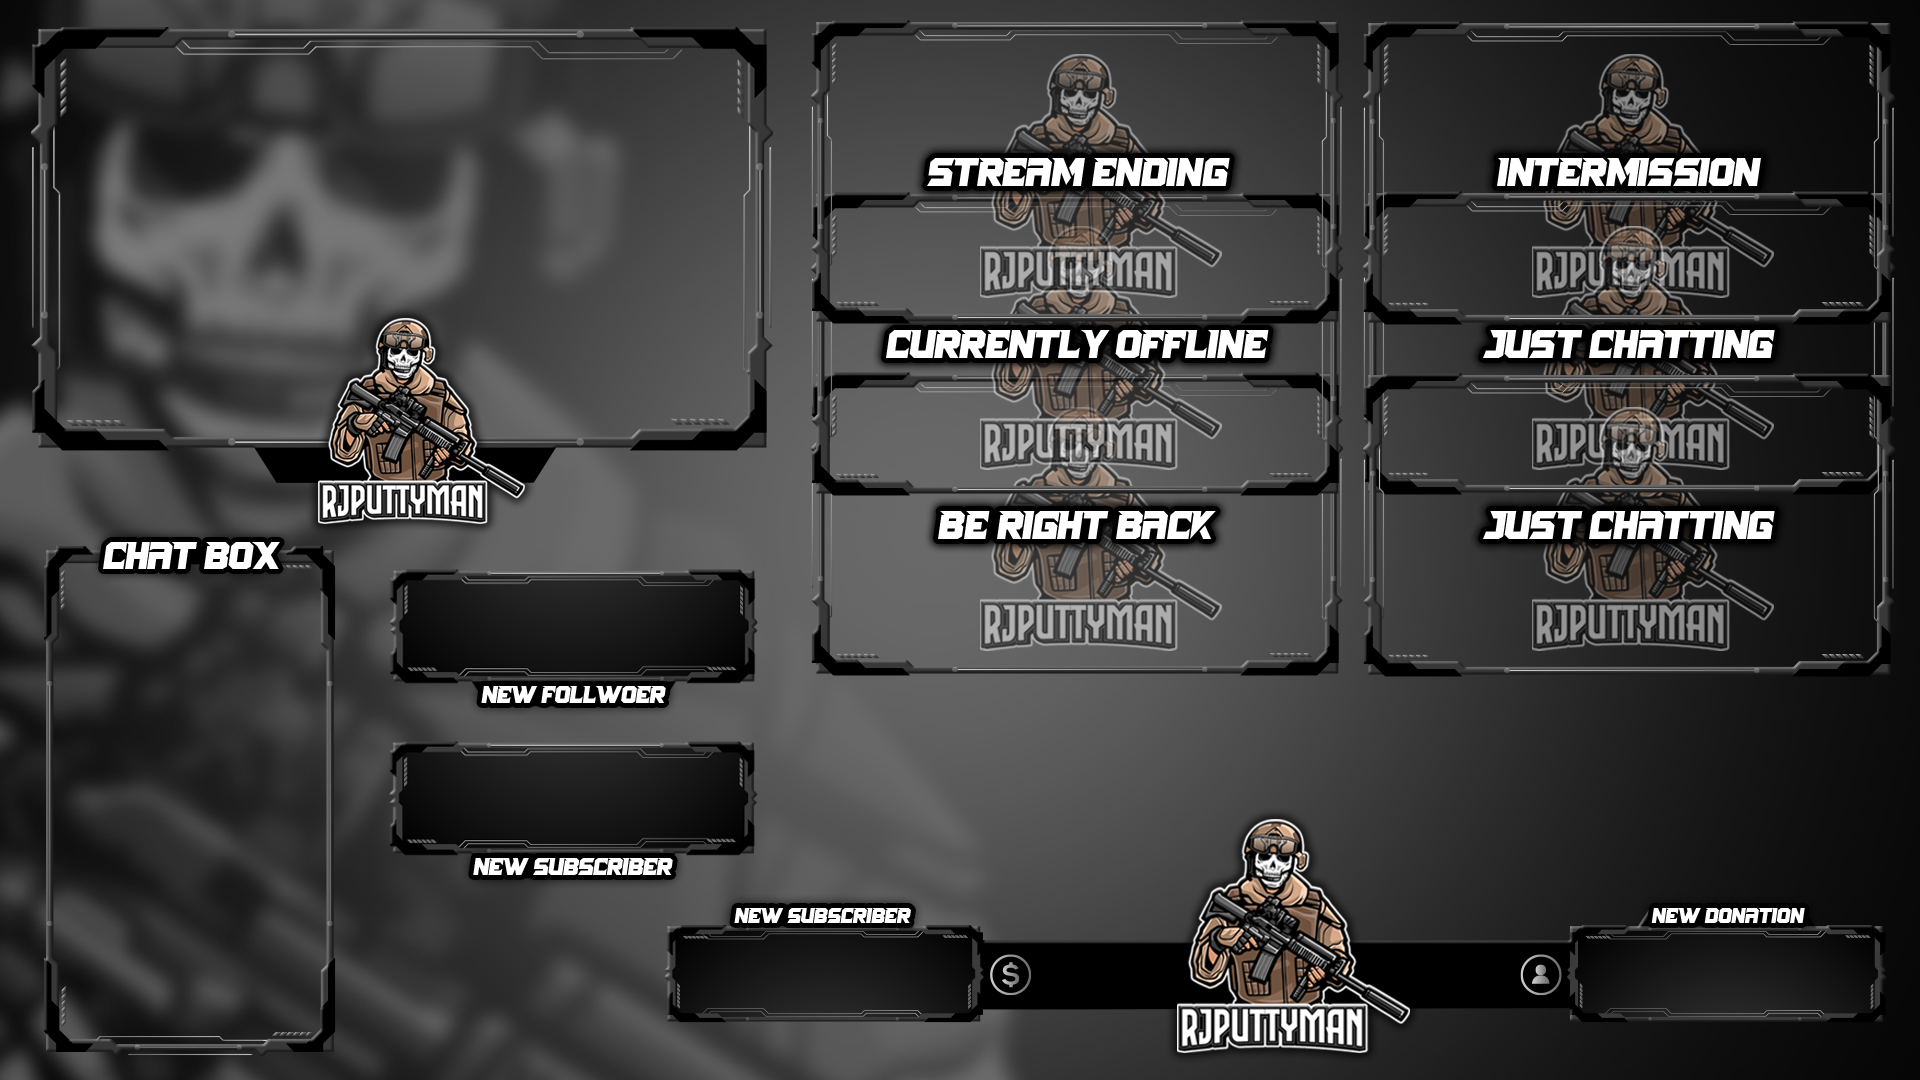 STREAM ENDING
INTERMISSION
RJPUTTYMAN
RJPUTTYMAN
CURRENTLY OFFLINE
JUST CHATTING
RJPUTTYMAN
RJPUTTYMAN
RJPUTTYMAN
BE RIGHT BACK
JUST CHATTING
RJPUTTYMAN
RJPUTTYMAN
CHAT BOX
NEW FOLLWOER
NEW SUBSCRIBER
NEW SUBSCRIBER
NEW DONATION
$
RJPUTTYMAN